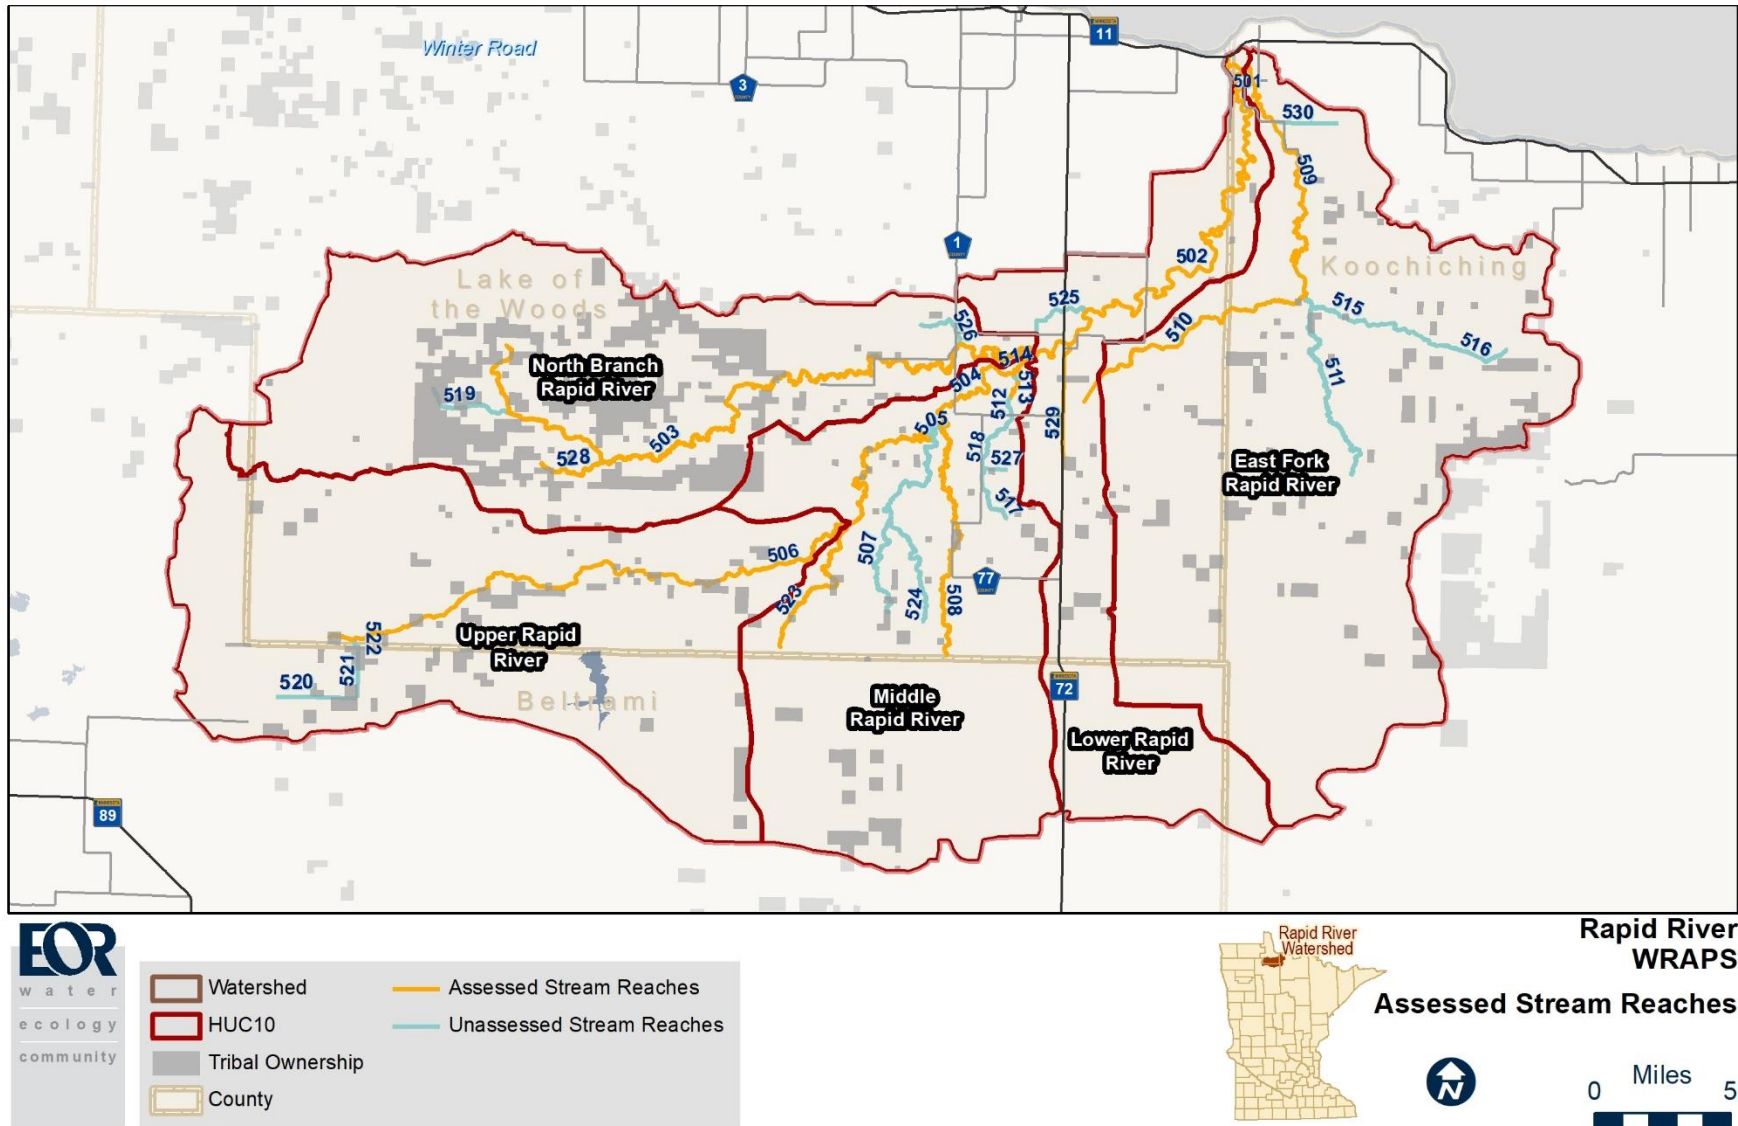 Winter Road
11
3
COUNTY
501
530
509
1
COUNTY
502
Lake of
the Woods
Koochiching
525
515
526
510
516
514
North Branch
Rapid River
504
513
511
519
512
505
529
503
518
528
527
East Fork
Rapid River
517
506
507
77
COUNTY
523
524
508
522
Upper Rapid
River
521
520
Beltrami
72
Middle
Rapid River
Lower Rapid
River
89
EOR
water
ecology
community
Watershed
HUC10
Tribal Ownership
County
Assessed Stream Reaches
Unassessed Stream Reaches
Rapid River
Watershed
Rapid River
WRAPS
Assessed Stream Reaches
N
Miles
0 5